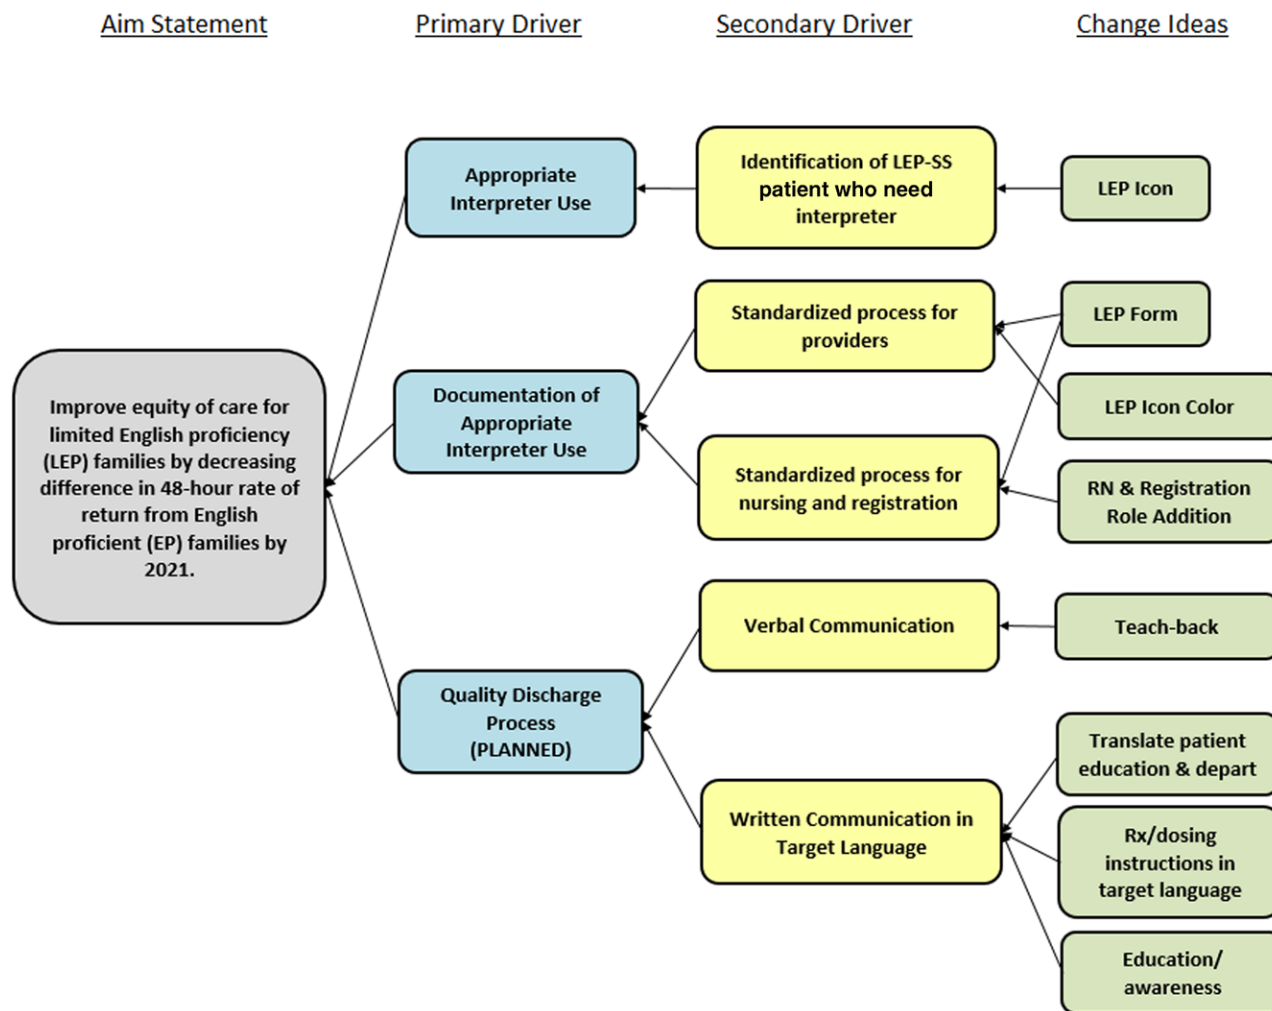 Aim Statement
Primary Driver
Secondary Driver
Change Ideas
Improve equity of care for
limited English proficiency
(LEP) families by decreasing
difference in 48-hour rate of
return from English
proficient (EP) families by
2021.
Appropriate
Interpreter Use
Documentation of
Appropriate
Interpreter Use
Quality Discharge
Process
(PLANNED)
Identification of LEP-SS
patient who need
interpreter
Standardized process for
providers
Standardized process for
nursing and registration
Verbal Communication
Written Communication in
Target Language
LEP Icon
LEP Form
LEP Icon Color
RN & Registration
Role Addition
Teach-back
Translate patient
education & depart
Rx/dosing
instructions in
target language
Education/
awareness